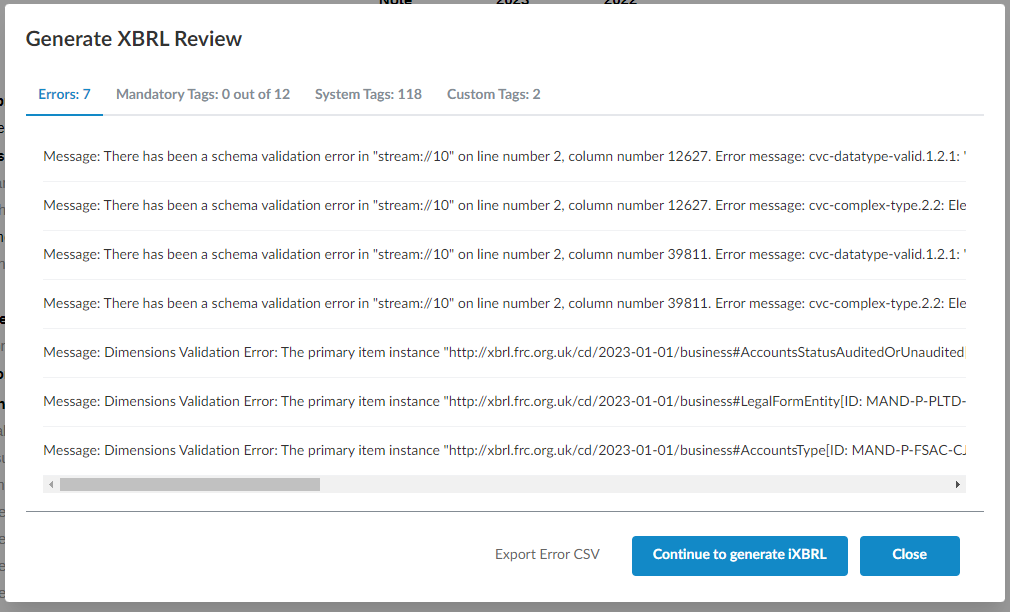 Note 2023 2022
Generate XBRL Review
Errors: 7 Mandatory Tags: 0 out of 12 System Tags: 118 Custom Tags: 2
Message: There has been a schema validation error in "stream://10" on line number 2, column number 12627. Error message: cvc-datatype-valid.1.2.1: '
Message: There has been a schema validation error in "stream://10" on line number 2, column number 12627. Error message: cvc-complex-type.2.2: Ele
Message: There has been a schema validation error in "stream://10" on line number 2, column number 39811. Error message: cvc-datatype-valid.1.2.1: '
Message: There has been a schema validation error in "stream://10" on line number 2, column number 39811. Error message: cvc-complex-type.2.2: Ele
Message: Dimensions Validation Error: The primary item instance "http://xbrl.frc.org.uk/cd/2023-01-01/business#AccountsStatusAuditedOrUnaudited[
Message: Dimensions Validation Error: The primary item instance "http://xbrl.frc.org.uk/cd/2023-01-01/business#LegalFormEntity[ID: MAND-P-PLTD-
Message: Dimensions Validation Error: The primary item instance "http://xbrl.frc.org.uk/cd/2023-01-01/business#AccountsType[ID: MAND-P-FSAC-CJ
Export Error CSV Continue to generate iXBRL Close